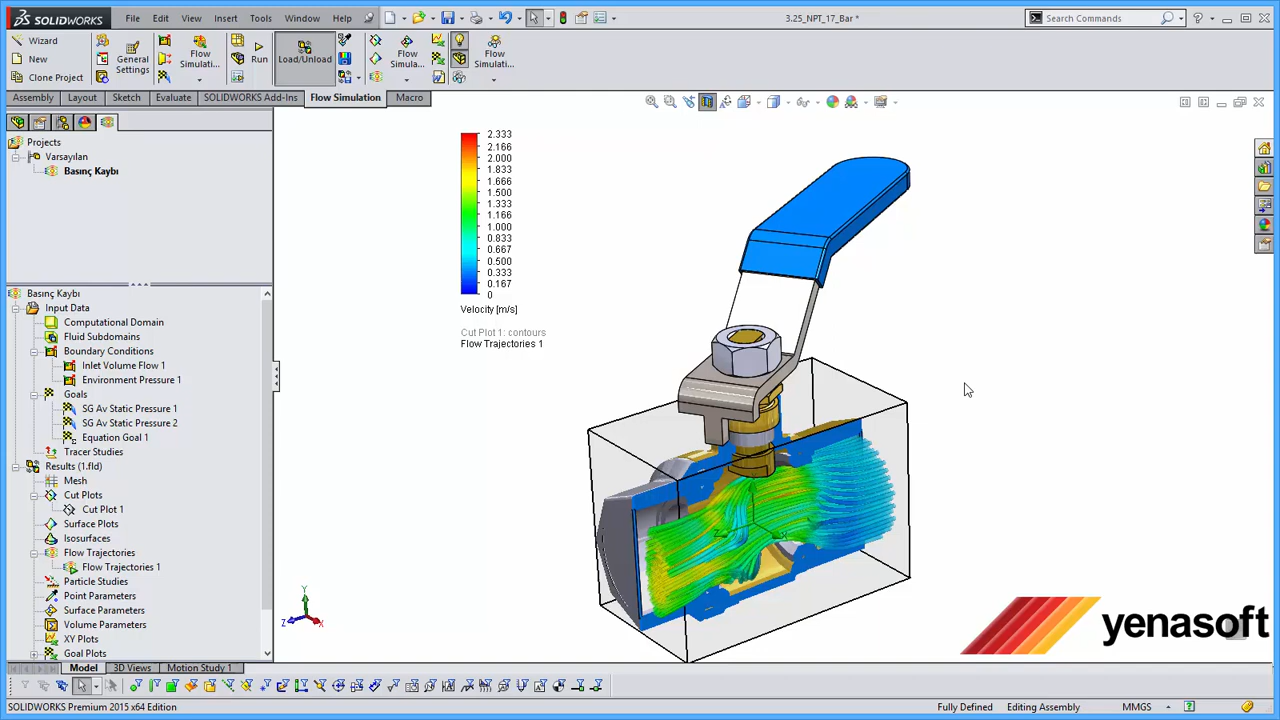 SOLIDWORKS
File Edit View Insert Tools Window Help
3.25_NPT_17_Bar *
Search Commands
Wizard
New
Clone Project
General Settings
Flow Simulati...
Run
Load/Unload
Flow Simula...
Flow Simulati...
Assembly Layout Sketch Evaluate SOLIDWORKS Add-Ins Flow Simulation Macro
Projects
Varsayılan
Basınç Kaybı
Basınç Kaybı
Input Data
Computational Domain
Fluid Subdomains
Boundary Conditions
Inlet Volume Flow 1
Environment Pressure 1
Goals
SG Av Static Pressure 1
SG Av Static Pressure 2
Equation Goal 1
Tracer Studies
Results (1.fld)
Mesh
Cut Plots
Cut Plot 1
Surface Plots
Isosurfaces
Flow Trajectories
Flow Trajectories 1
Particle Studies
Point Parameters
Surface Parameters
Volume Parameters
XY Plots
Goal Plots
2.333
2.166
2.000
1.833
1.666
1.500
1.333
1.166
1.000
0.833
0.667
0.500
0.333
0.167
0
Velocity [m/s]
Cut Plot 1: contours
Flow Trajectories 1
Z
X
Y
Z
X
yenasoft
Model 3D Views Motion Study 1
SOLIDWORKS Premium 2015 x64 Edition
Fully Defined Editing Assembly MMGS